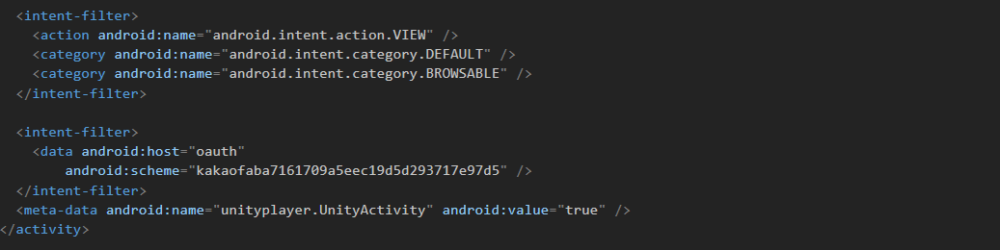 <intent-filter>
<action android:name="android.intent.action.VIEW" />
<category android:name="android.intent.category.DEFAULT" />
<category android:name="android.intent.category.BROWSABLE" />
</intent-filter>
<intent-filter>
<data android:host="oauth"
android:scheme="kakaofaba7161709a5eec19d5d293717e97d5" />
</intent-filter>
<meta-data android:name="unityplayer.UnityActivity" android:value="true" />
</activity>